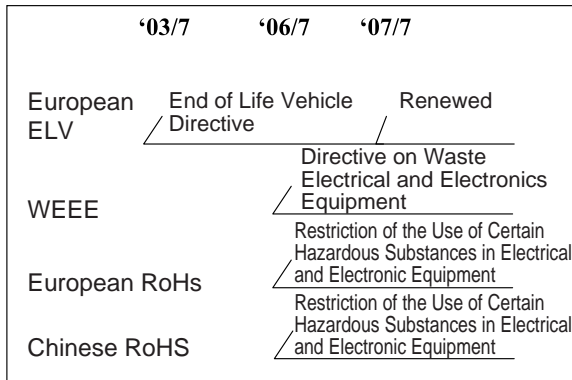 ‘03/7 ‘06/7 ‘07/7
European ELV
End of Life Vehicle
Directive
Renewed
WEEE
Directive on Waste
Electrical and Electronics
Equipment
European RoHs
Restriction of the Use of Certain
Hazardous Substances in Electrical
and Electronic Equipment
Chinese RoHS
Restriction of the Use of Certain
Hazardous Substances in Electrical
and Electronic Equipment